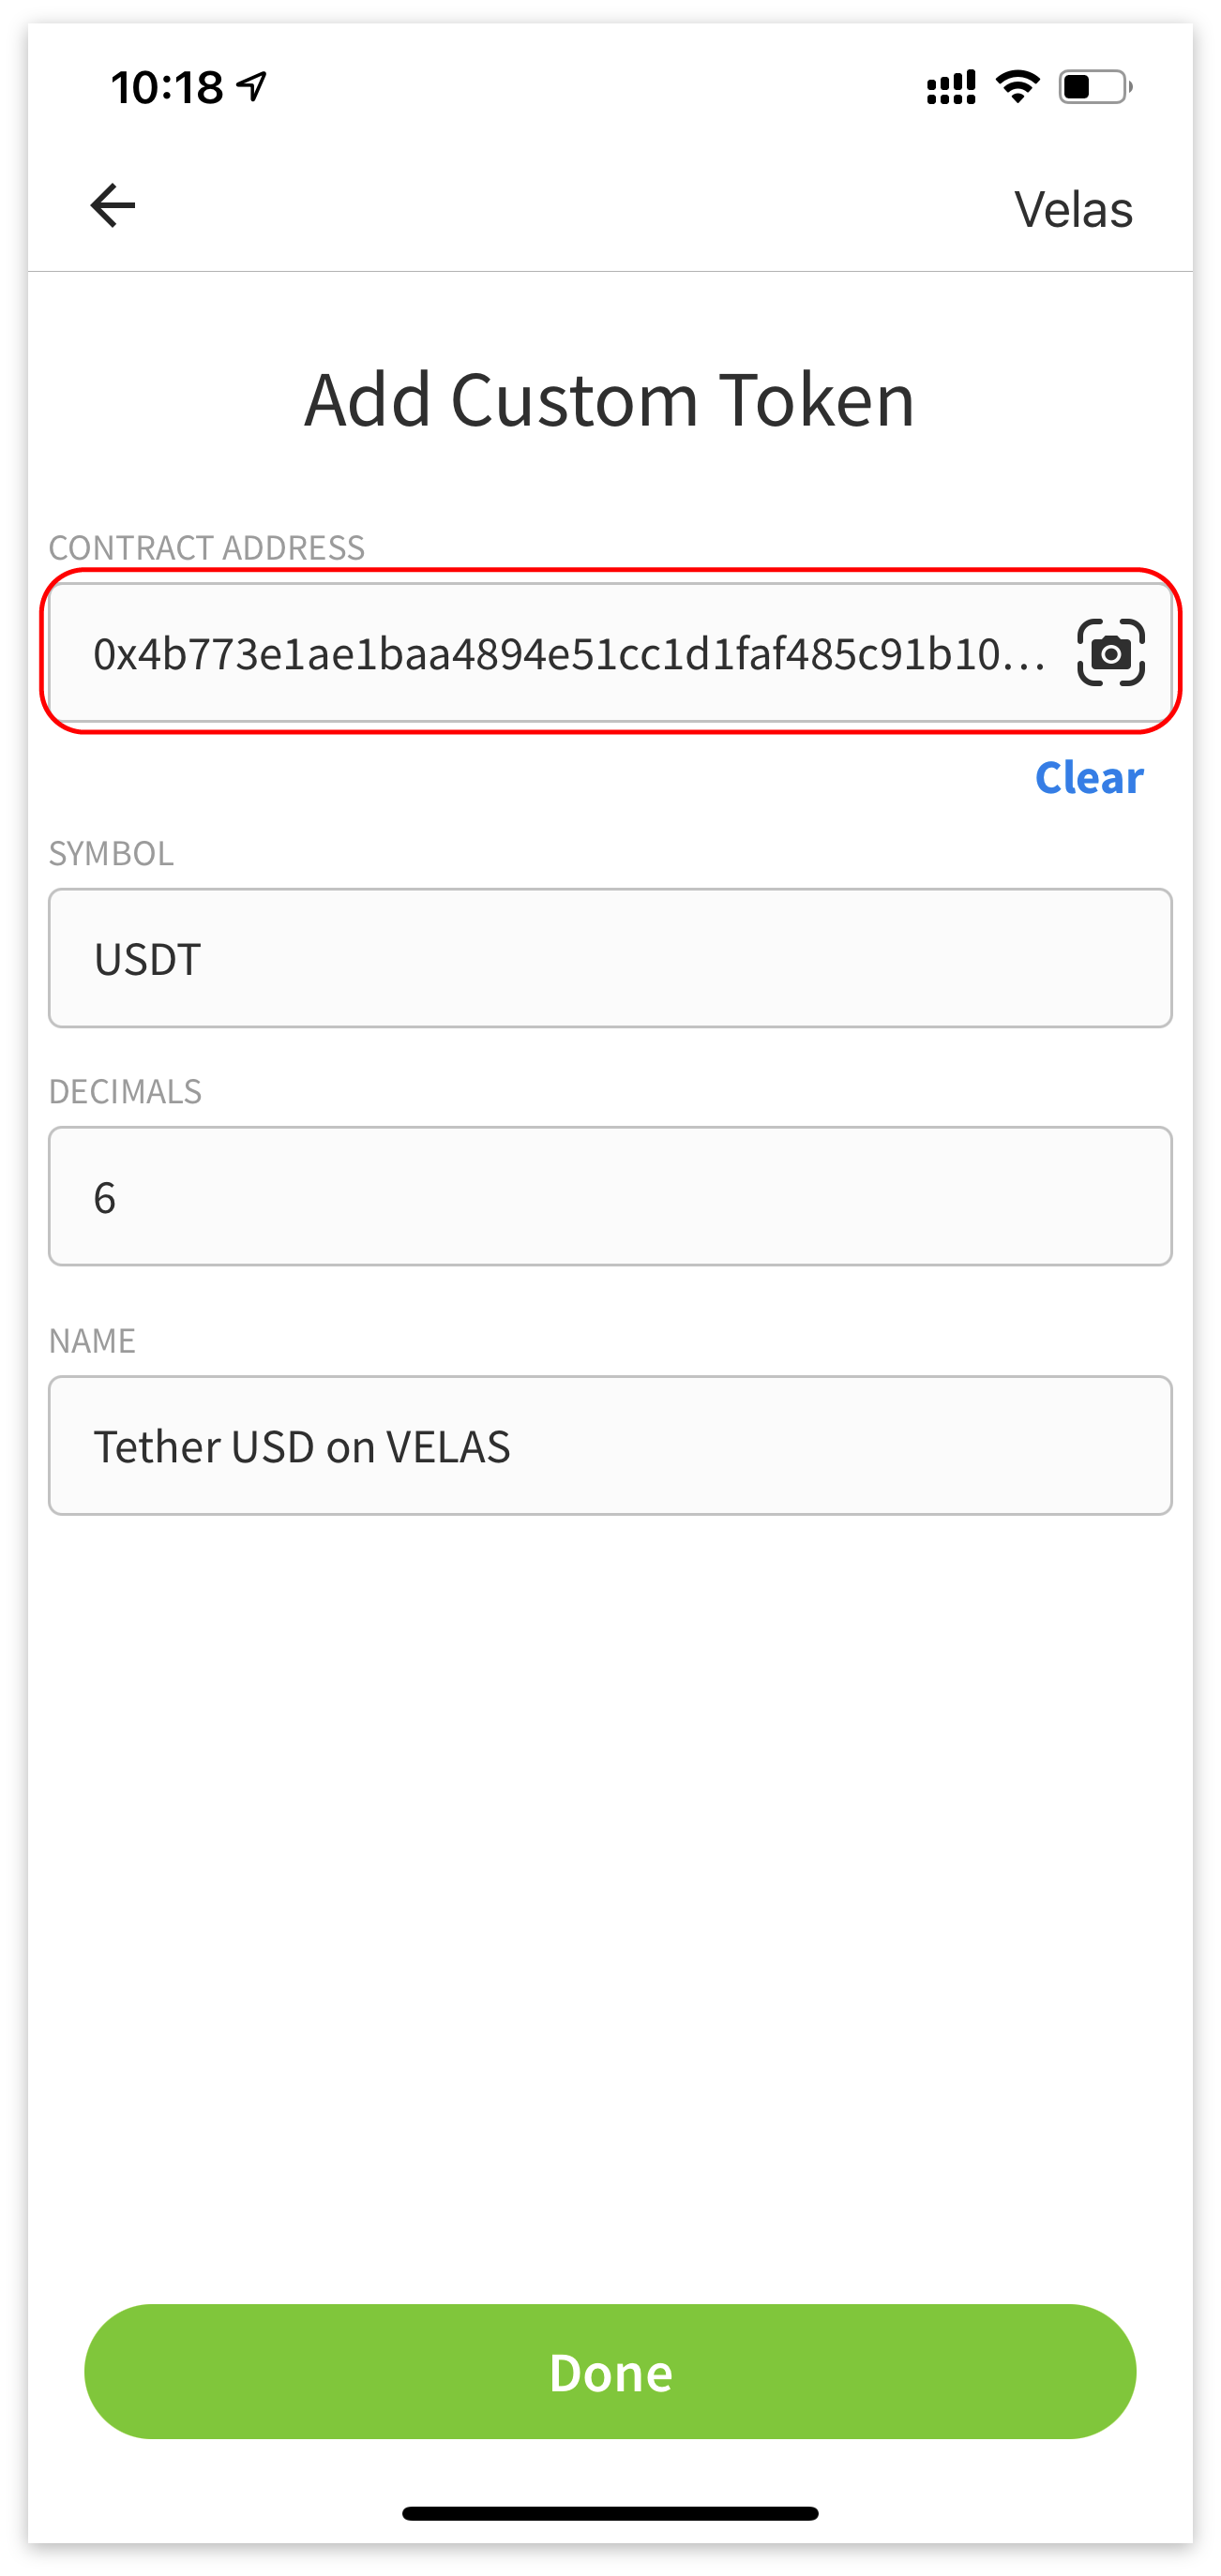 10:18
Velas
Add Custom Token
CONTRACT ADDRESS
0x4b773e1ae1baa4894e51cc1d1faf485c91b10...
Clear
SYMBOL
USDT
DECIMALS
6
NAME
Tether USD on VELAS
Done